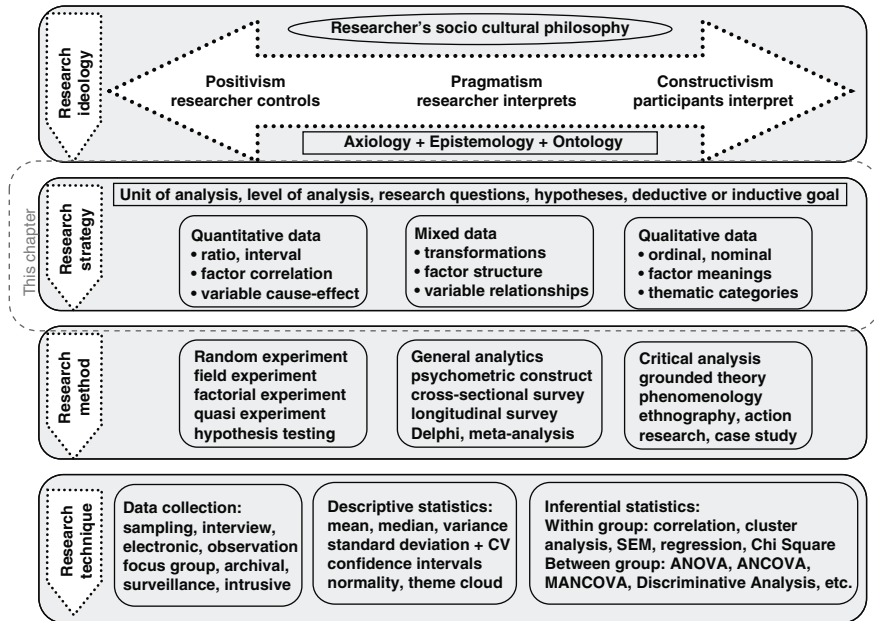 Researcher's socio cultural philosophy
Research
ideology
Positivism
researcher controls
Pragmatism
researcher interprets
Constructivism
participants interpret
Axiology + Epistemology + Ontology
This chapter
Research
strategy
Unit of analysis, level of analysis, research questions, hypotheses, deductive or inductive goal
Quantitative data
• ratio, interval
• factor correlation
• variable cause-effect
Mixed data
• transformations
• factor structure
• variable relationships
Qualitative data
• ordinal, nominal
• factor meanings
• thematic categories
Research
method
Random experiment
field experiment
factorial experiment
quasi experiment
hypothesis testing
General analytics
psychometric construct
cross-sectional survey
longitudinal survey
Delphi, meta-analysis
Critical analysis
grounded theory
phenomenology
ethnography, action
research, case study
Research
technique
Data collection:
sampling, interview,
electronic, observation
focus group, archival,
surveillance, intrusive
Descriptive statistics:
mean, median, variance
standard deviation + CV
confidence intervals
normality, theme cloud
Inferential statistics:
Within group: correlation, cluster
analysis, SEM, regression, Chi Square
Between group: ANOVA, ANCOVA,
MANCOVA, Discriminative Analysis, etc.